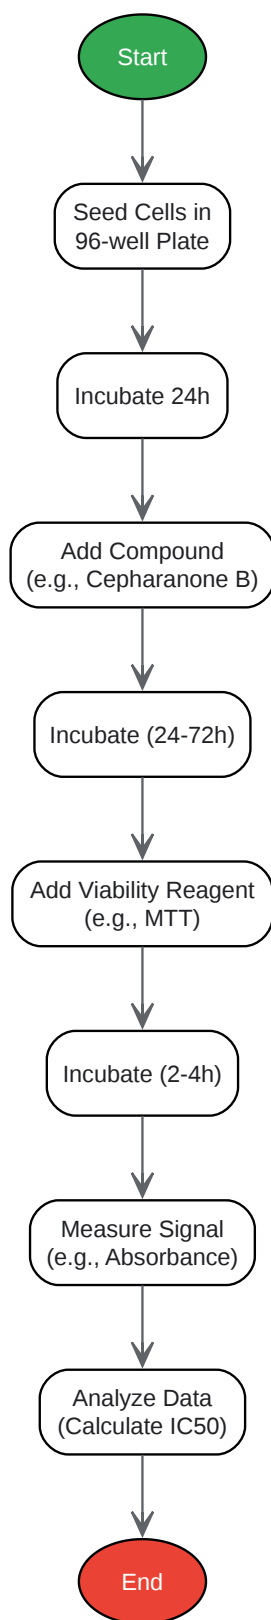 Start
Seed Cells in
96-well Plate
Incubate 24h
Add Compound
(e.g., Cepharanone B)
Incubate (24-72h)
Add Viability Reagent
(e.g., MTT)
Incubate (2-4h)
Measure Signal
(e.g., Absorbance)
Analyze Data
(Calculate IC50)
End